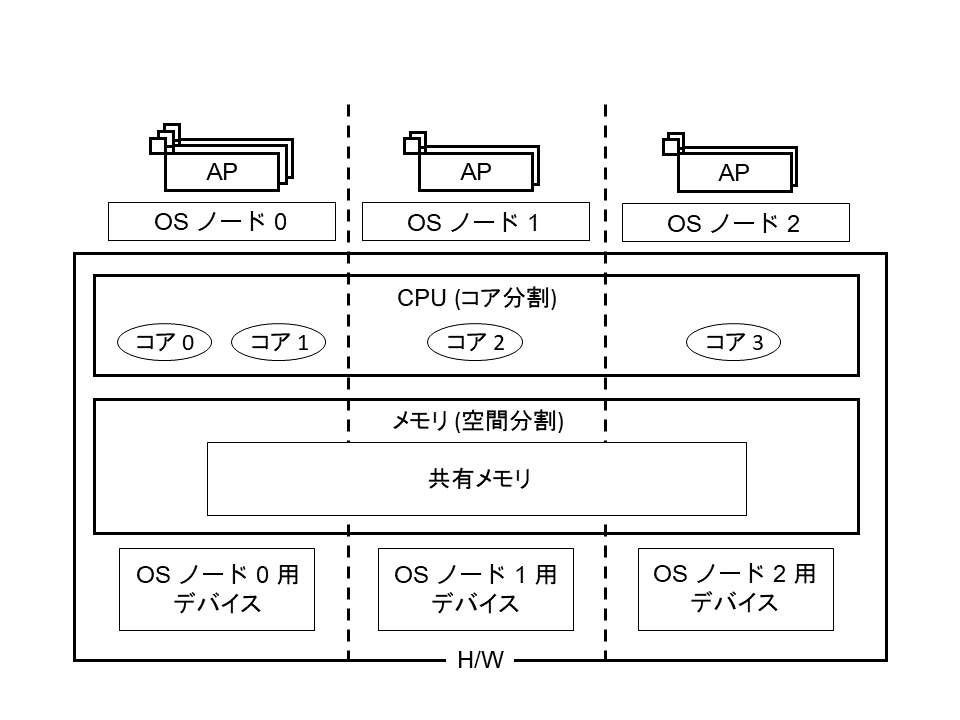 AP
AP
AP
OS ノード 0
OS ノード 1
OS ノード 2
CPU (コア分割)
コア 0
コア 1
コア 2
コア 3
メモリ (空間分割)
共有メモリ
OS ノード 0 用
デバイス
OS ノード 1 用
デバイス
OS ノード 2 用
デバイス
H/W